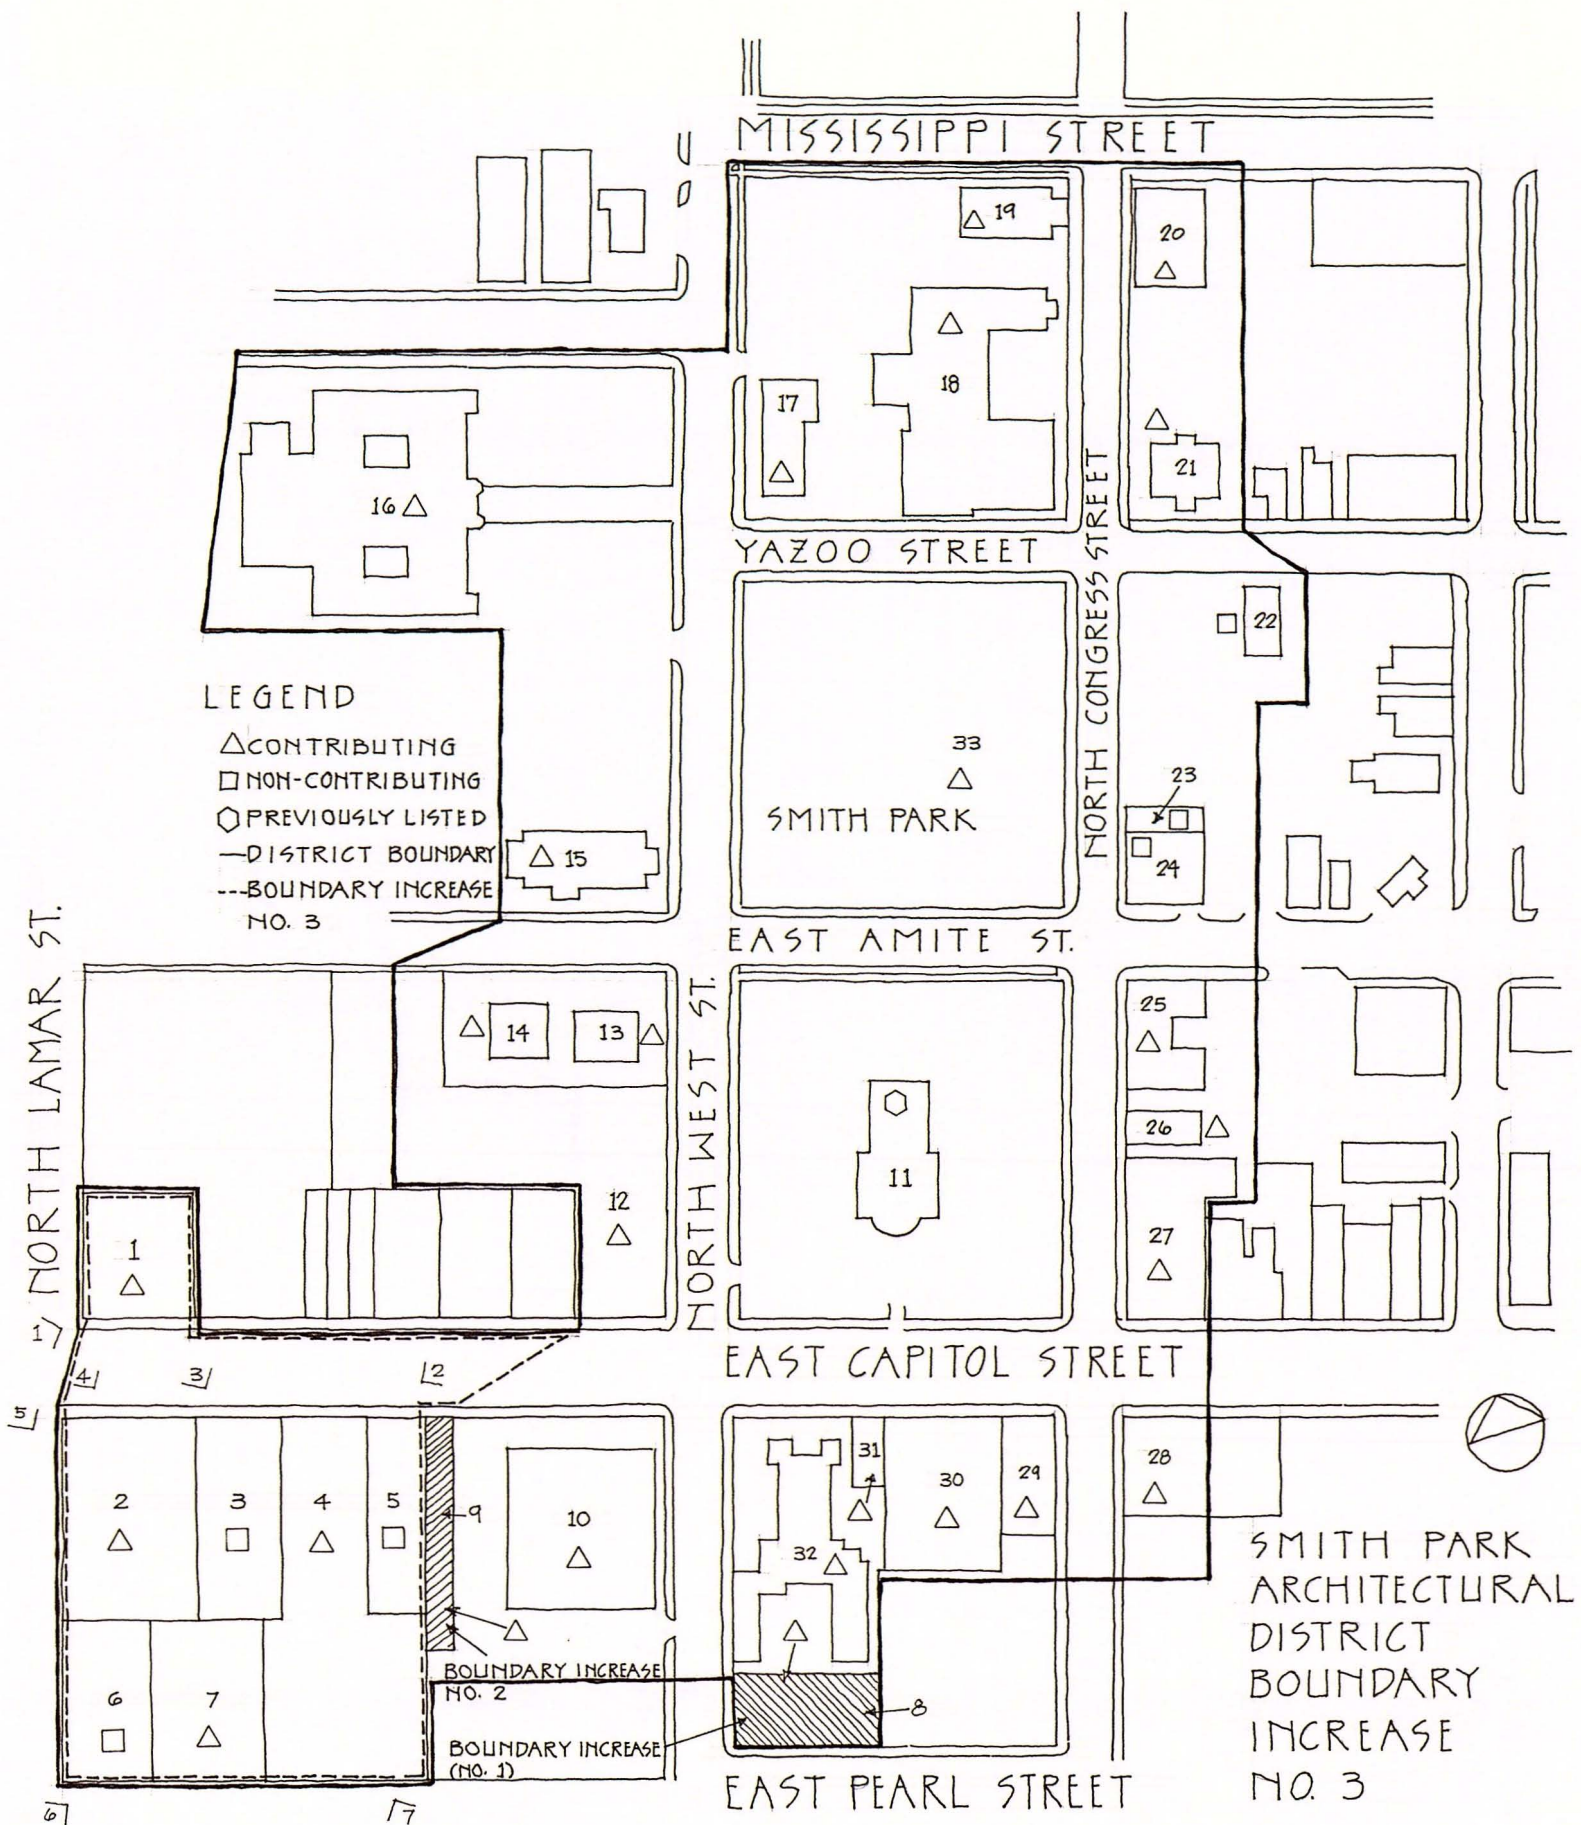 MISSISSIPPI STREET
19
20
18
17
21
16
YAZOO STREET
NORTH CONGRESS STREET
22
LEGEND
CONTRIBUTING
NON-CONTRIBUTING
PREVIOUSLY LISTED
DISTRICT BOUNDARY
BOUNDARY INCREASE
NO. 3
33
SMITH PARK
23
24
15
EAST AMITE ST.
NORTH LAMAR ST.
NORTH WEST ST.
14
13
25
26
11
12
1
27
EAST CAPITOL STREET
1
4
3
2
5
2
3
4
5
9
10
31
30
29
28
32
6
7
8
BOUNDARY INCREASE
NO. 2
BOUNDARY INCREASE
(NO. 1)
EAST PEARL STREET
6
7
SMITH PARK
ARCHITECTURAL
DISTRICT
BOUNDARY
INCREASE
NO. 3